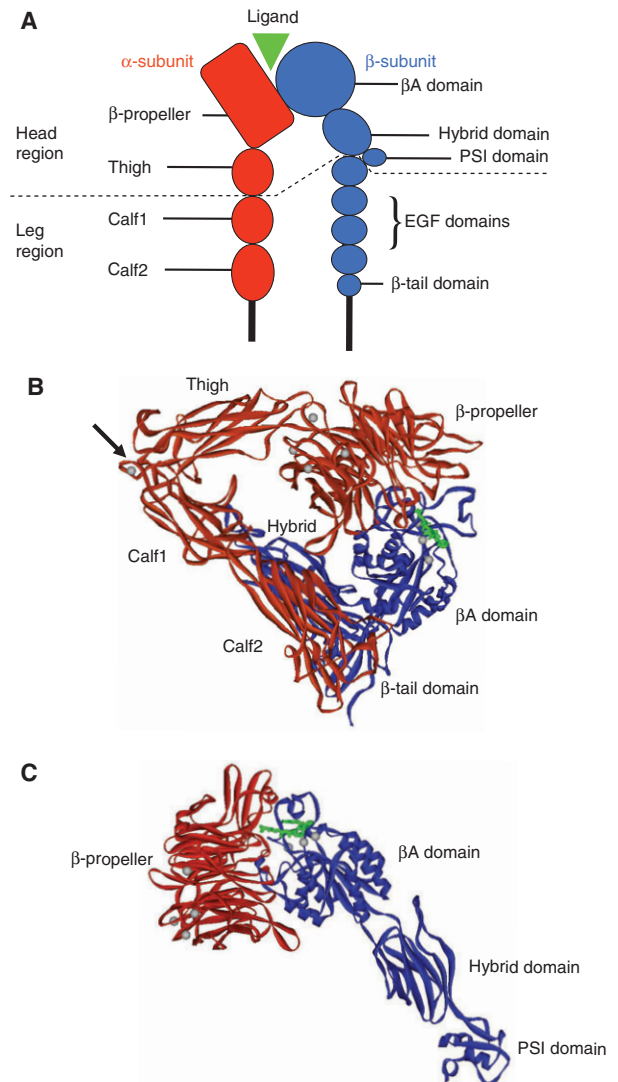 A
Ligand
α-subunit
β-subunit
βA domain
β-propeller
Head
region
Hybrid domain
PSI domain
Thigh
Leg
region
Calf1
EGF domains
Calf2
β-tail domain
B
Thigh
β-propeller
Hybrid
Calf1
βA domain
Calf2
β-tail domain
C
β-propeller
βA domain
Hybrid domain
PSI domain